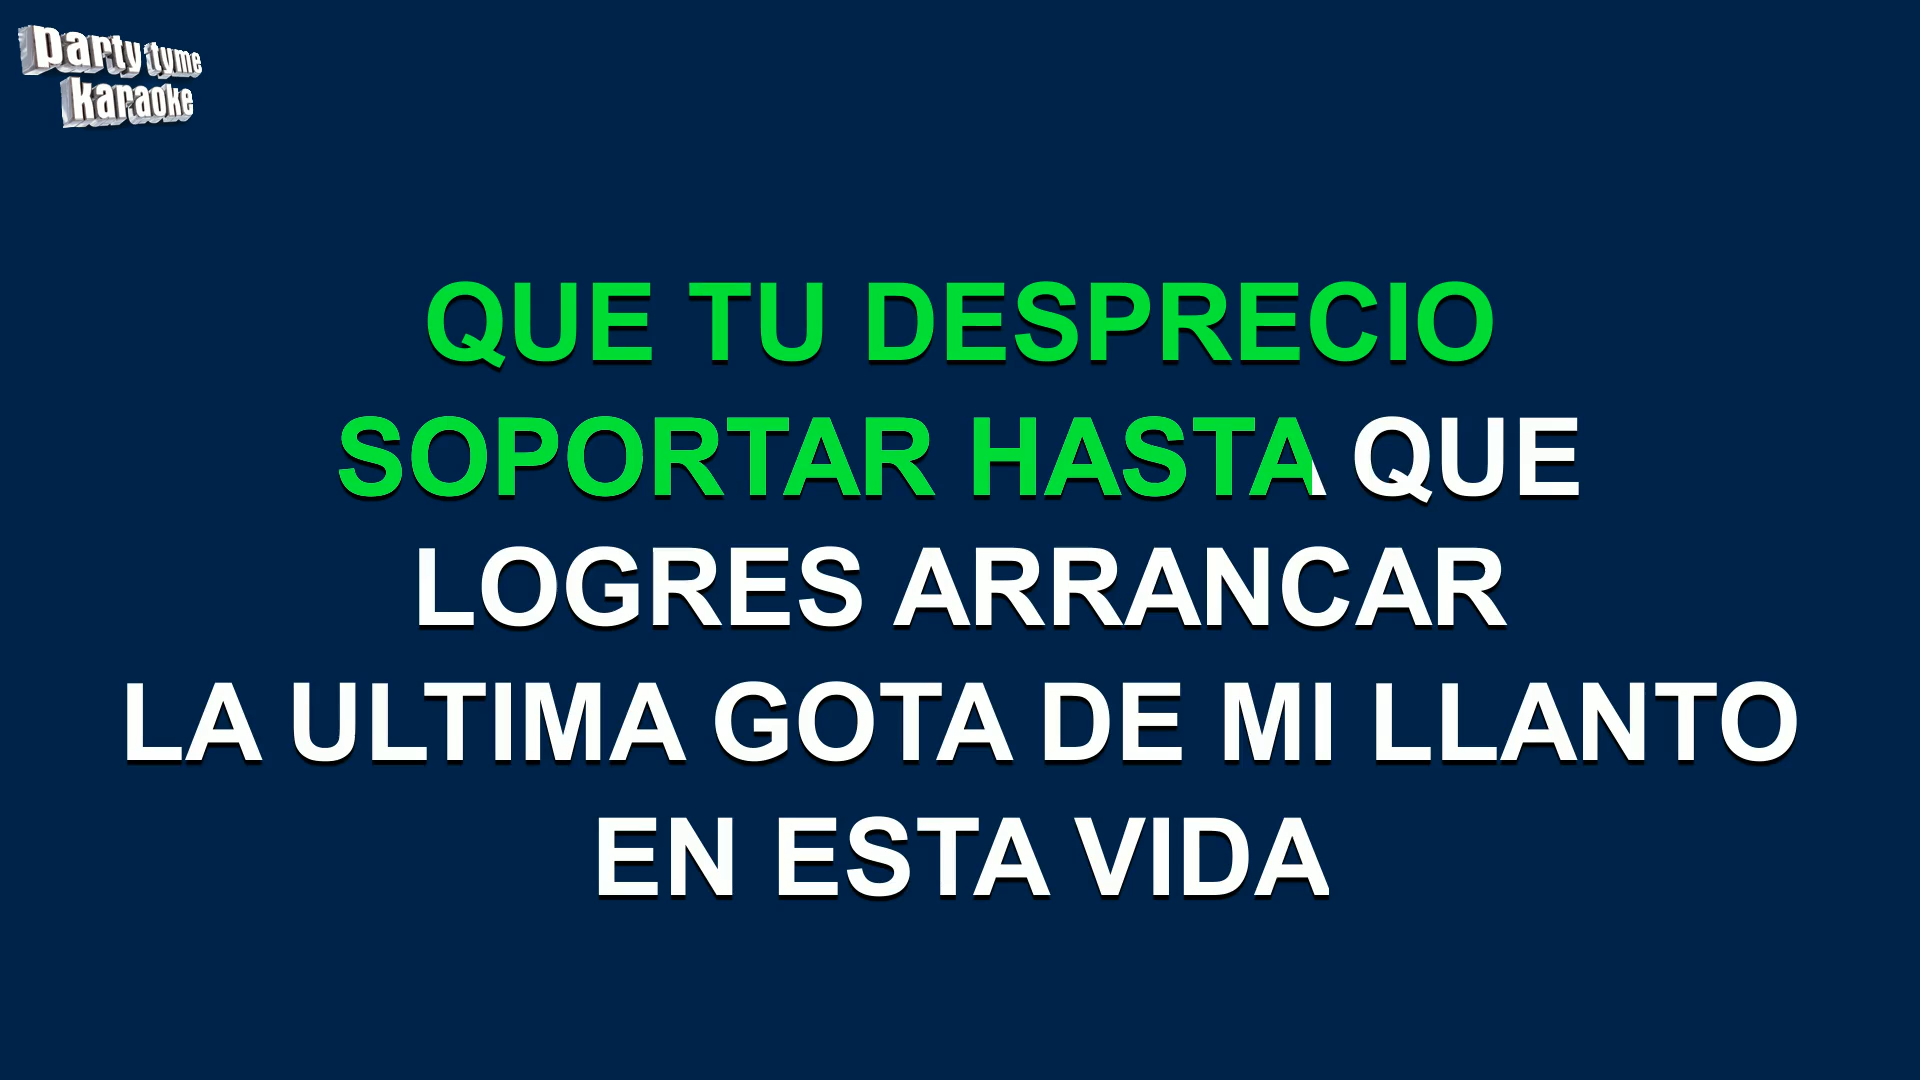 party tyme
karaoke
QUE TU DESPRECIO
SOPORTAR HASTA QUE
LOGRES ARRANCAR
LA ULTIMA GOTA DE MI LLANTO
EN ESTA VIDA